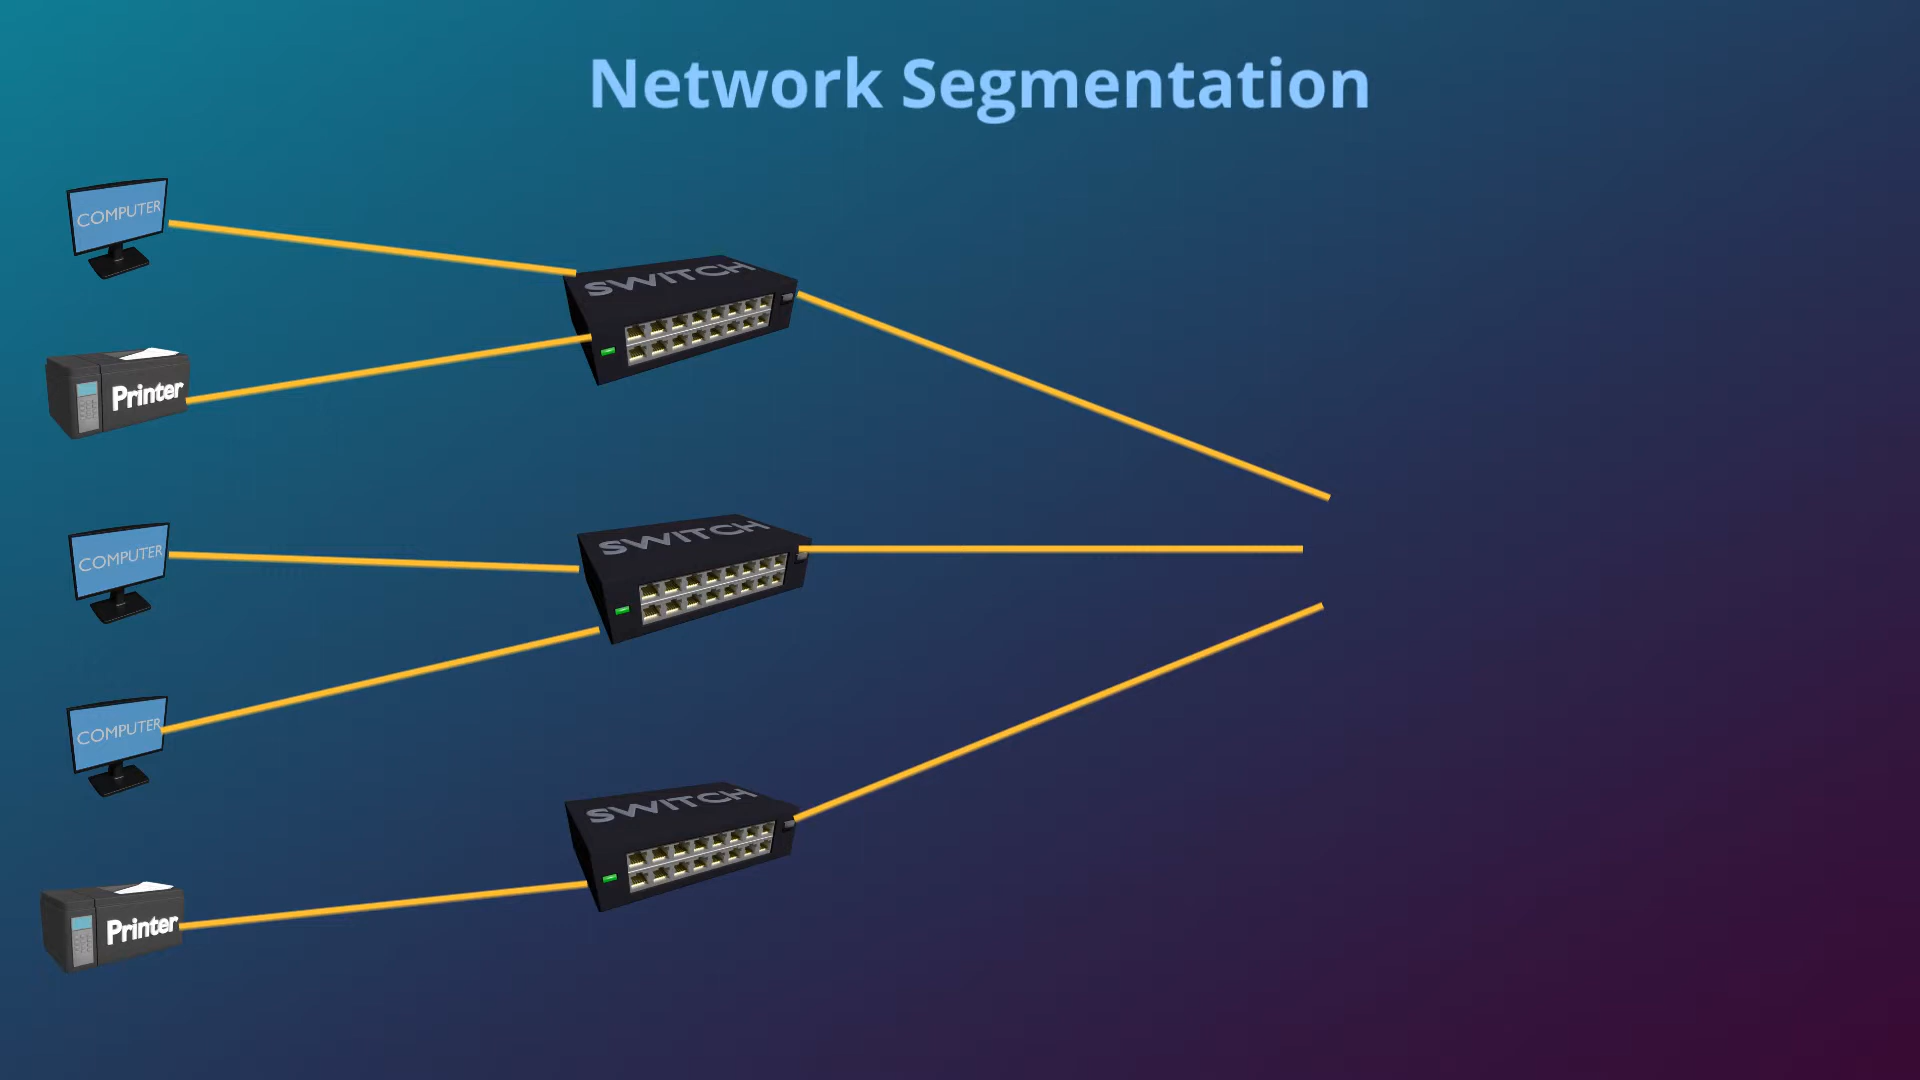 Network Segmentation
COMPUTER
SWITCH
Printer
COMPUTER
SWITCH
COMPUTER
SWITCH
Printer